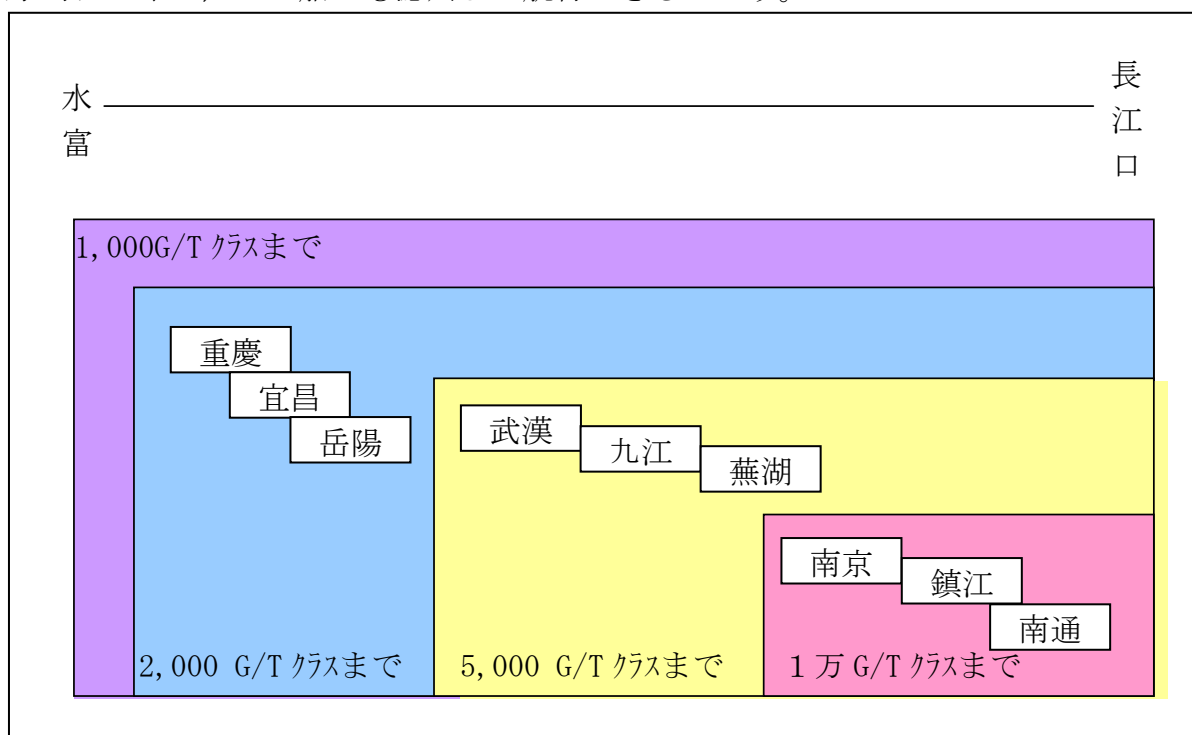 水富
長江口
1,000G/T クラスまで
重慶
宜昌
岳陽
武漢
九江
蕪湖
南京
鎮江
南通
2,000 G/T クラスまで
5,000 G/T クラスまで
１万 G/T クラスまで